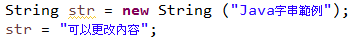 String str = new String ("Java字串範例");
str = "可以更改內容";